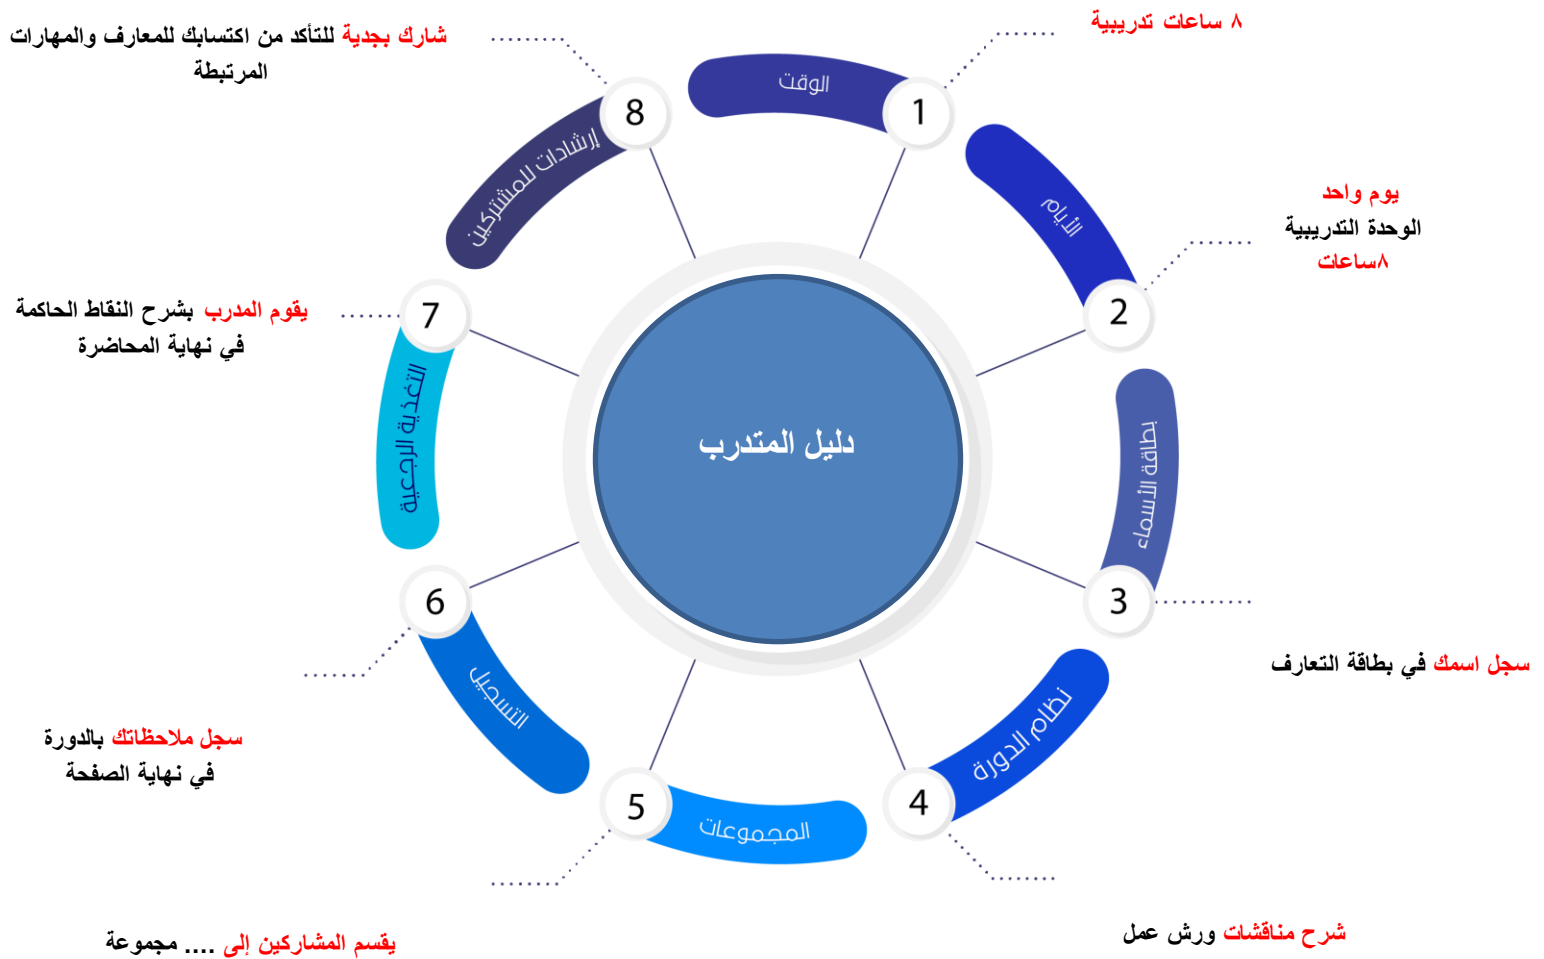 دليل المتدرب
٨ ساعات تدريبية
الوقت
1
الأيام
2
يوم واحد
الوحدة التدريبية
٨ساعات
بطاقة الأسماء
3
سجل اسمك في بطاقة التعارف
نظام الدورة
4
شرح مناقشات ورش عمل
المجموعات
5
يقسم المشاركين إلى .... مجموعة
التسجيل
6
سجل ملاحظاتك بالدورة
في نهاية الصفحة
التغذية الرجعية
7
يقوم المدرب بشرح النقاط الحاكمة
في نهاية المحاضرة
إرشادات للمشتركين
8
شارك بجدية للتأكد من اكتسابك للمعارف والمهارات
المرتبطة